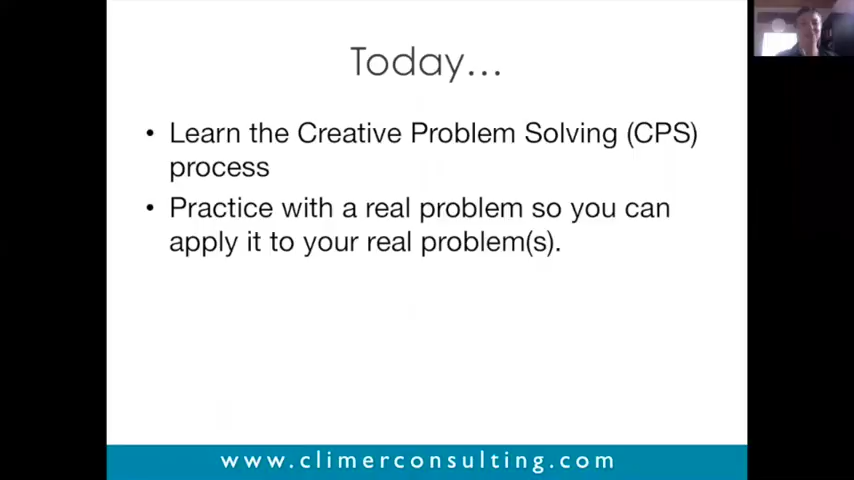 Today...
• Learn the Creative Problem Solving (CPS)
process
• Practice with a real problem so you can
apply it to your real problem(s).
www.climerconsulting.com